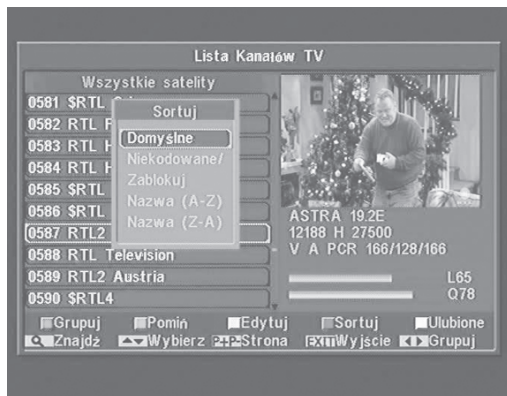 Lista Kanałów TV
Wszystkie satelity
0581 $RTL
0582 RTL
0583 RTL
0584 RTL
0585 $RTL
0586 $RTL
0587 RTL2
0588 RTL Television
0589 RTL2 Austria
0590 $RTL4
Sortuj
Domyślne
Niekodowane/
Zablokuj
Nazwa (A-Z)
Nazwa (Z-A)
ASTRA 19.2E
12188 H 27500
V A PCR 166/128/166
L65
Q78
Grupuj Pomiń Edytuj Sortuj Ulubione
Znajdź Wybierz P+P- Strona EXIT Wyjście Grupuj